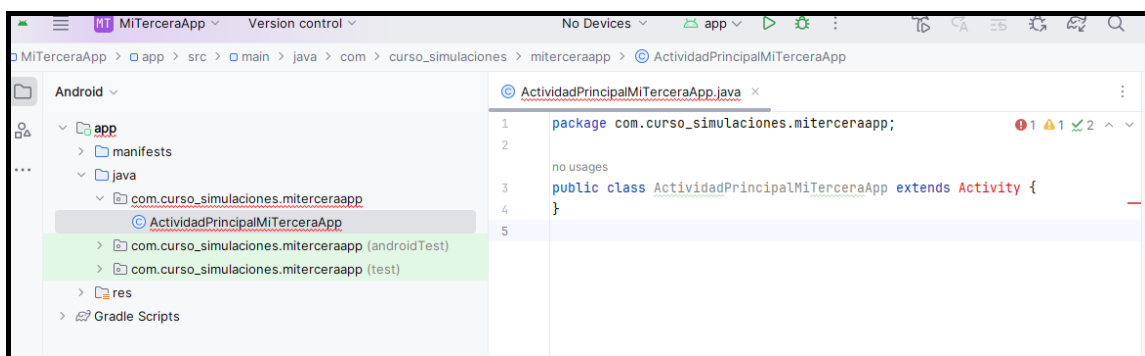 MT MiTerceraApp Version control No Devices app
MiTerceraApp > app > src > main > java > com > curso_simulaciones > miterceraapp > ActividadPrincipalMiTerceraApp
Android
app
manifests
java
com.curso_simulaciones.miterceraapp
ActividadPrincipalMiTerceraApp
com.curso_simulaciones.miterceraapp (androidTest)
com.curso_simulaciones.miterceraapp (test)
res
Gradle Scripts
ActividadPrincipalMiTerceraApp.java
1 package com.curso_simulaciones.miterceraapp; 1 1 2
2
no usages
3 public class ActividadPrincipalMiTerceraApp extends Activity {
4 }
5